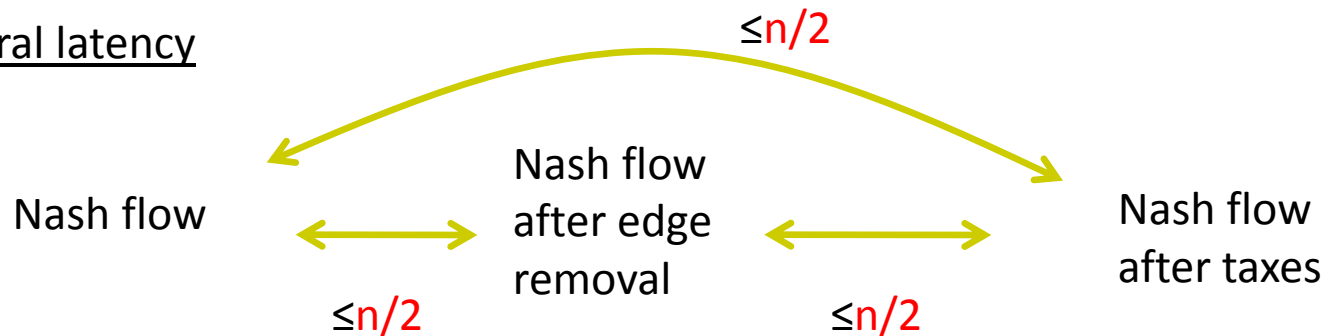 ral latency
≤n/2
Nash flow
Nash flow
after edge
removal
Nash flow
after taxes
≤n/2
≤n/2